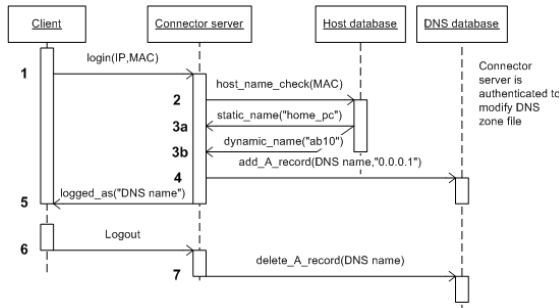 Client
Connector server
Host database
DNS database
1
login(IP,MAC)
Connector
server is
authenticated to
modify DNS
zone file
host_name_check(MAC)
2
static_name("home_pc")
3a
dynamic_name("ab10")
3b
add_A_record(DNS name,"0.0.0.1")
4
logged_as("DNS name")
5
Logout
6
delete_A_record(DNS name)
7